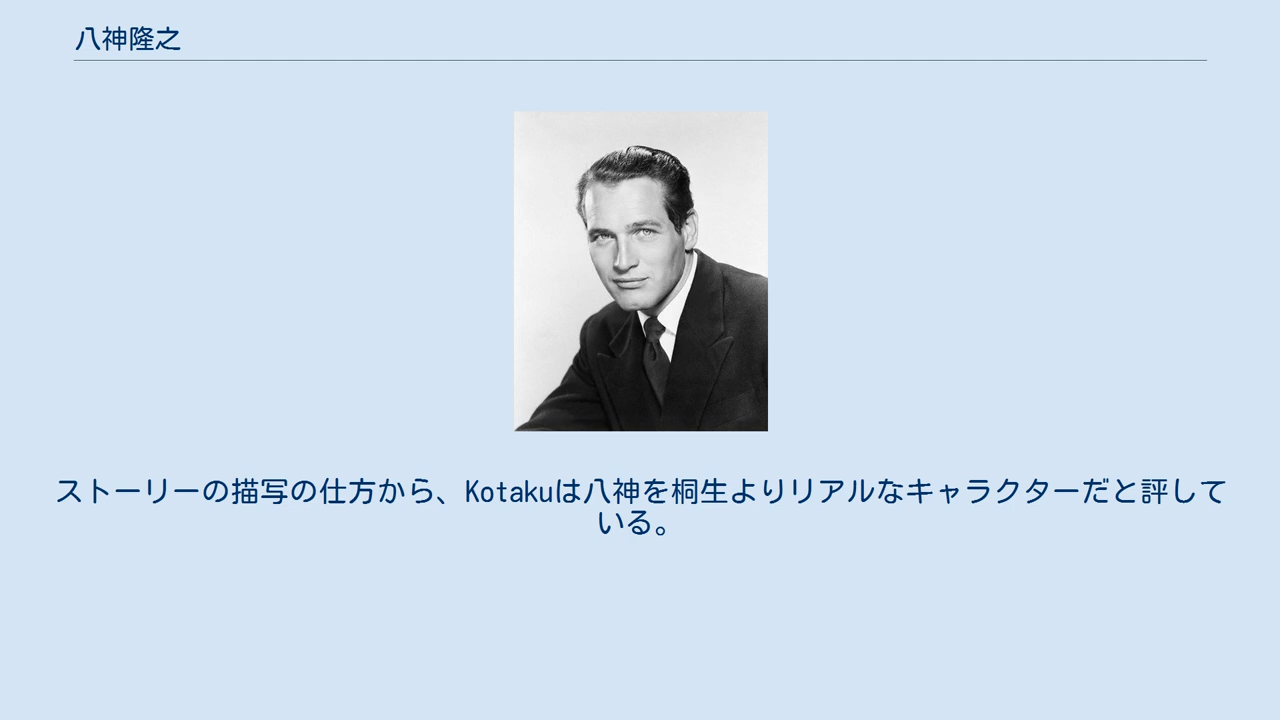 八神隆之
ストーリーの描写の仕方から、Kotakuは八神を桐生よりリアルなキャラクターだと評して
いる。